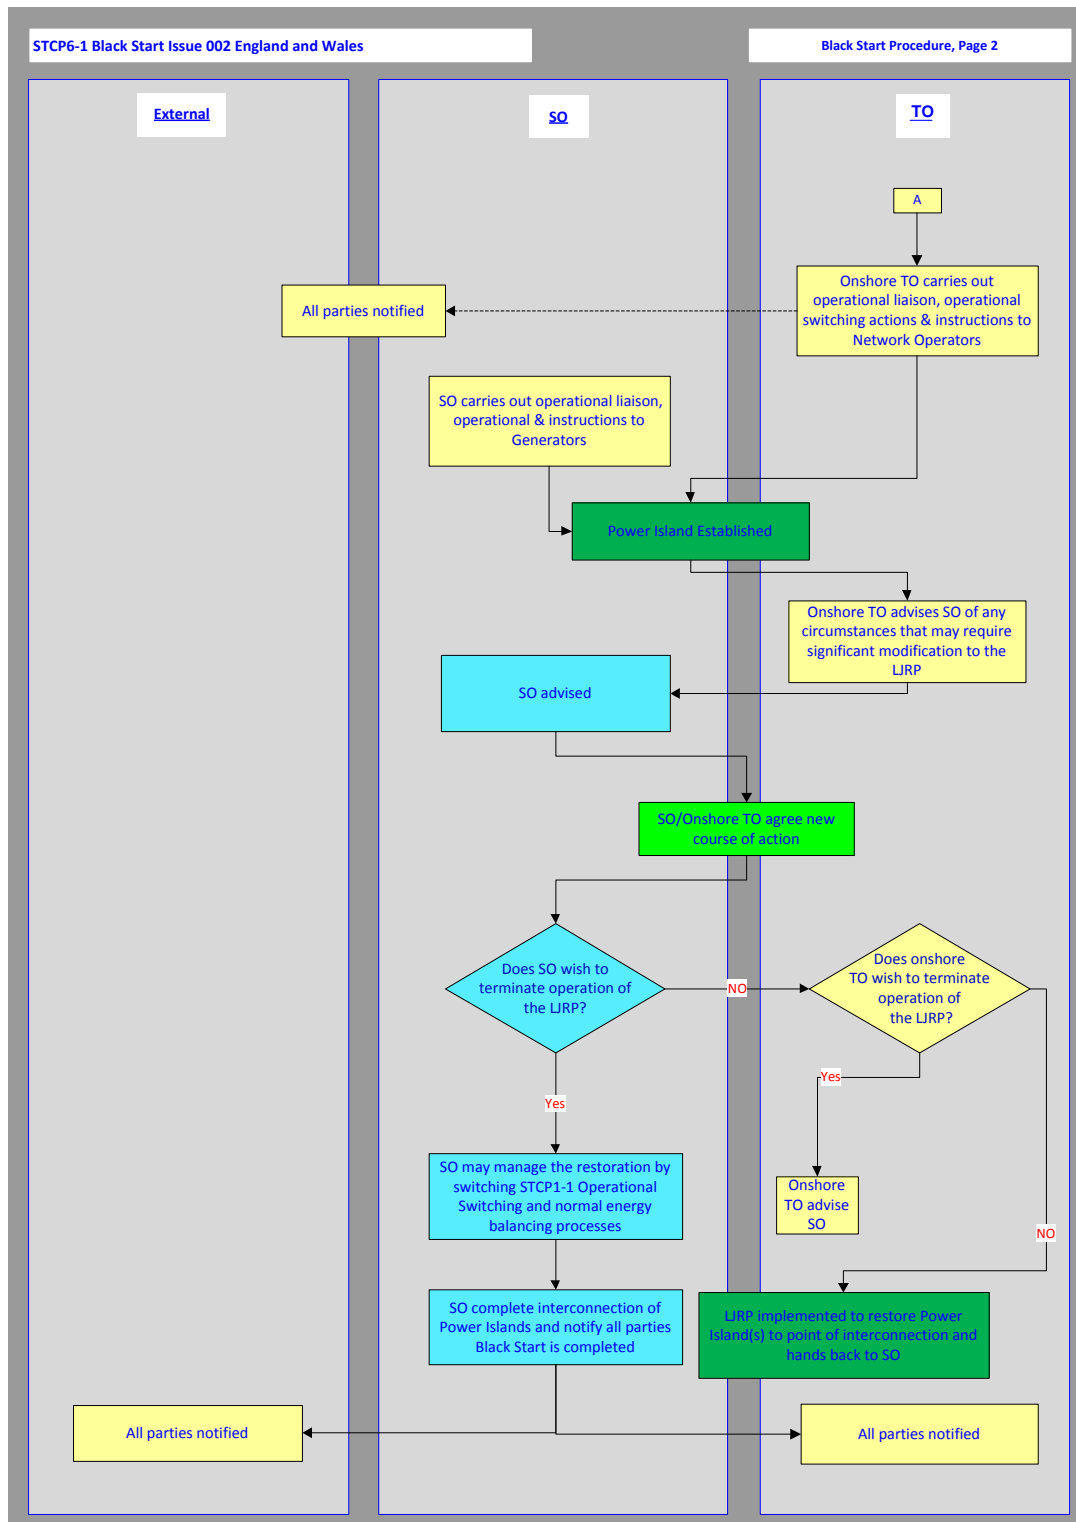 STCP6-1 Black Start Issue 002 England and Wales
Black Start Procedure, Page 2
External
SO
TO
A
Onshore TO carries out
operational liaison, operational
switching actions & instructions to
Network Operators
All parties notified
SO carries out operational liaison,
operational & instructions to
Generators
Power Island Established
Onshore TO advises SO of any
circumstances that may require
significant modification to the
LJRP
SO advised
SO/Onshore TO agree new
course of action
Does SO wish to
terminate operation of
the LJRP?
NO
Does onshore
TO wish to terminate
operation of
the LJRP?
Yes
Yes
SO may manage the restoration by
switching STCP1-1 Operational
Switching and normal energy
balancing processes
Onshore
TO advise
SO
NO
SO complete interconnection of
Power Islands and notify all parties
Black Start is completed
LJRP implemented to restore Power
Island(s) to point of interconnection and
hands back to SO
All parties notified
All parties notified